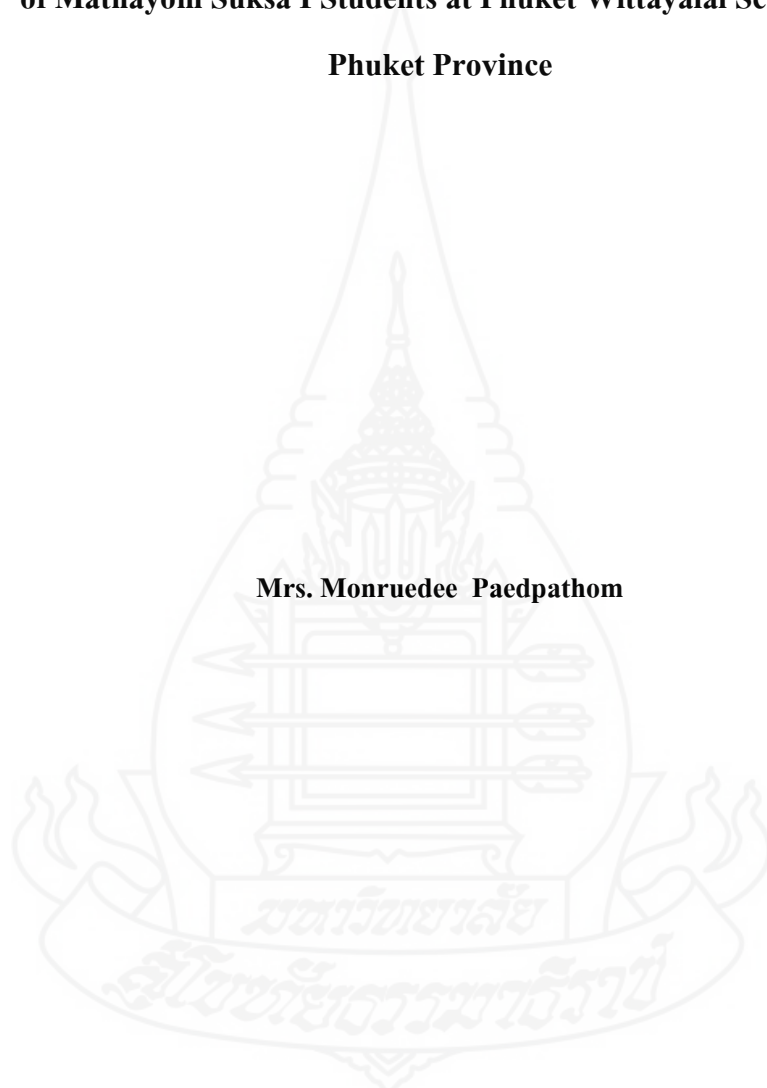 of Mathayom Suksa I Students at Phuket Wittayalai Sc
Phuket Province
Mrs. Monruedee Paedpathom
มหาวิทยาลัย
สุโขทัยธรรมาธิราช